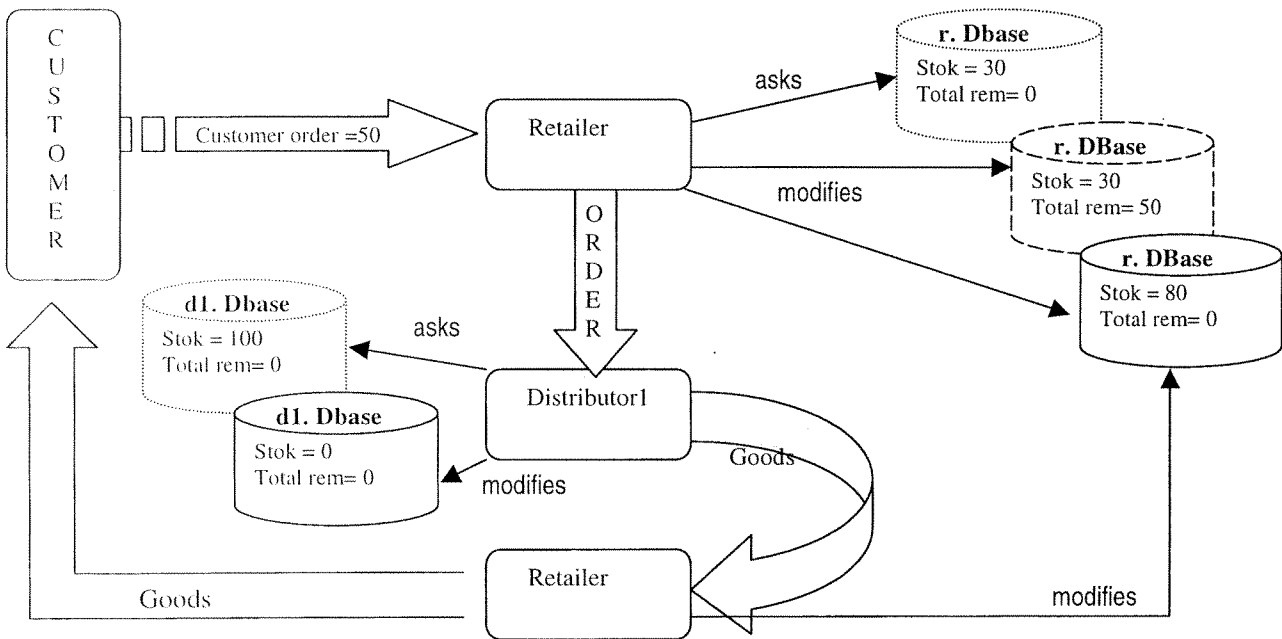 CUSTOMER
Customer order =50
Retailer
asks
modifies
r. Dbase
Stok = 30
Total rem= 0
r. DBase
Stok = 30
Total rem= 50
r. DBase
Stok = 80
Total rem= 0
ORDER
d1. Dbase
Stok = 100
Total rem= 0
asks
d1. Dbase
Stok = 0
Total rem= 0
modifies
Distributor1
Goods
Retailer
Goods
modifies